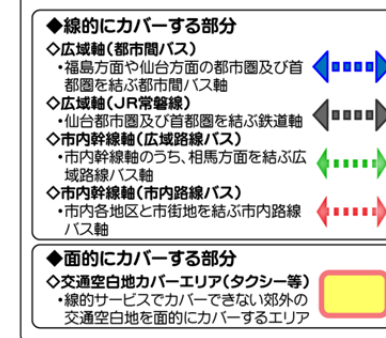 ◆線的にカバーする部分
◇広域軸(都市間バス)
・福島方面や仙台方面の都市圏及び首
都圏を結ぶ都市間バス軸
◇広域軸(JR常磐線)
・仙台都市圏及び首都圏を結ぶ鉄道軸
◇市内幹線軸(広域路線バス)
・市内幹線軸のうち、相馬方面を結ぶ広
域路線バス軸
◇市内幹線軸(市内路線バス)
・市内各地区と市街地を結ぶ市内路線
バス軸
◆面的にカバーする部分
◇交通空白地カバーエリア(タクシー等)
・線的サービスでカバーできない郊外の
交通空白地を面的にカバーするエリア